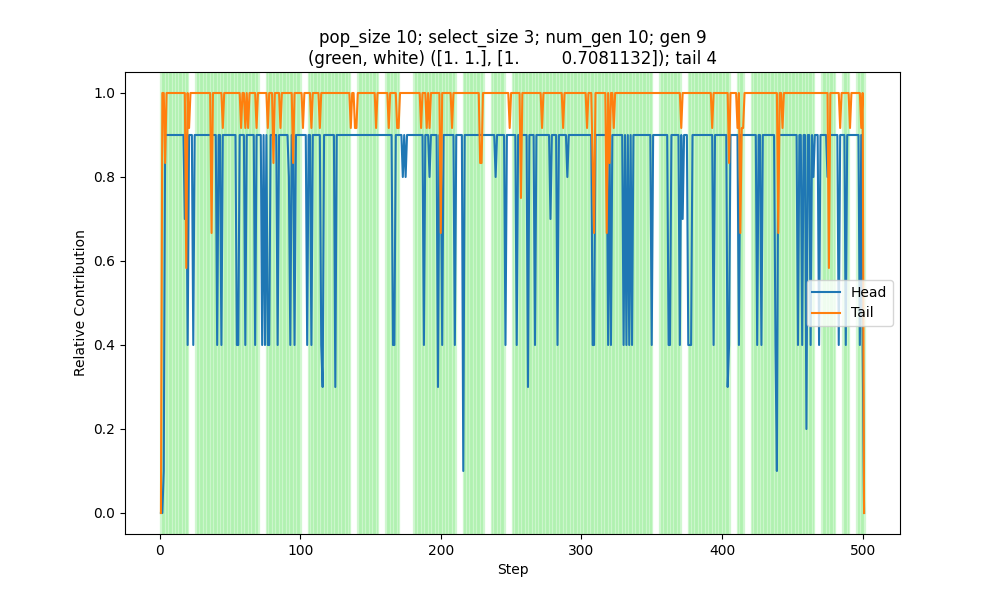 pop_size 10; select_size 3; num_gen 10; gen 9
(green, white) ([1. 1.], [1.        0.7081132]); tail 4
1.0
0.8
0.6
0.4
0.2
0.0
Relative Contribution
Head
Tail
0
100
200
300
400
500
Step